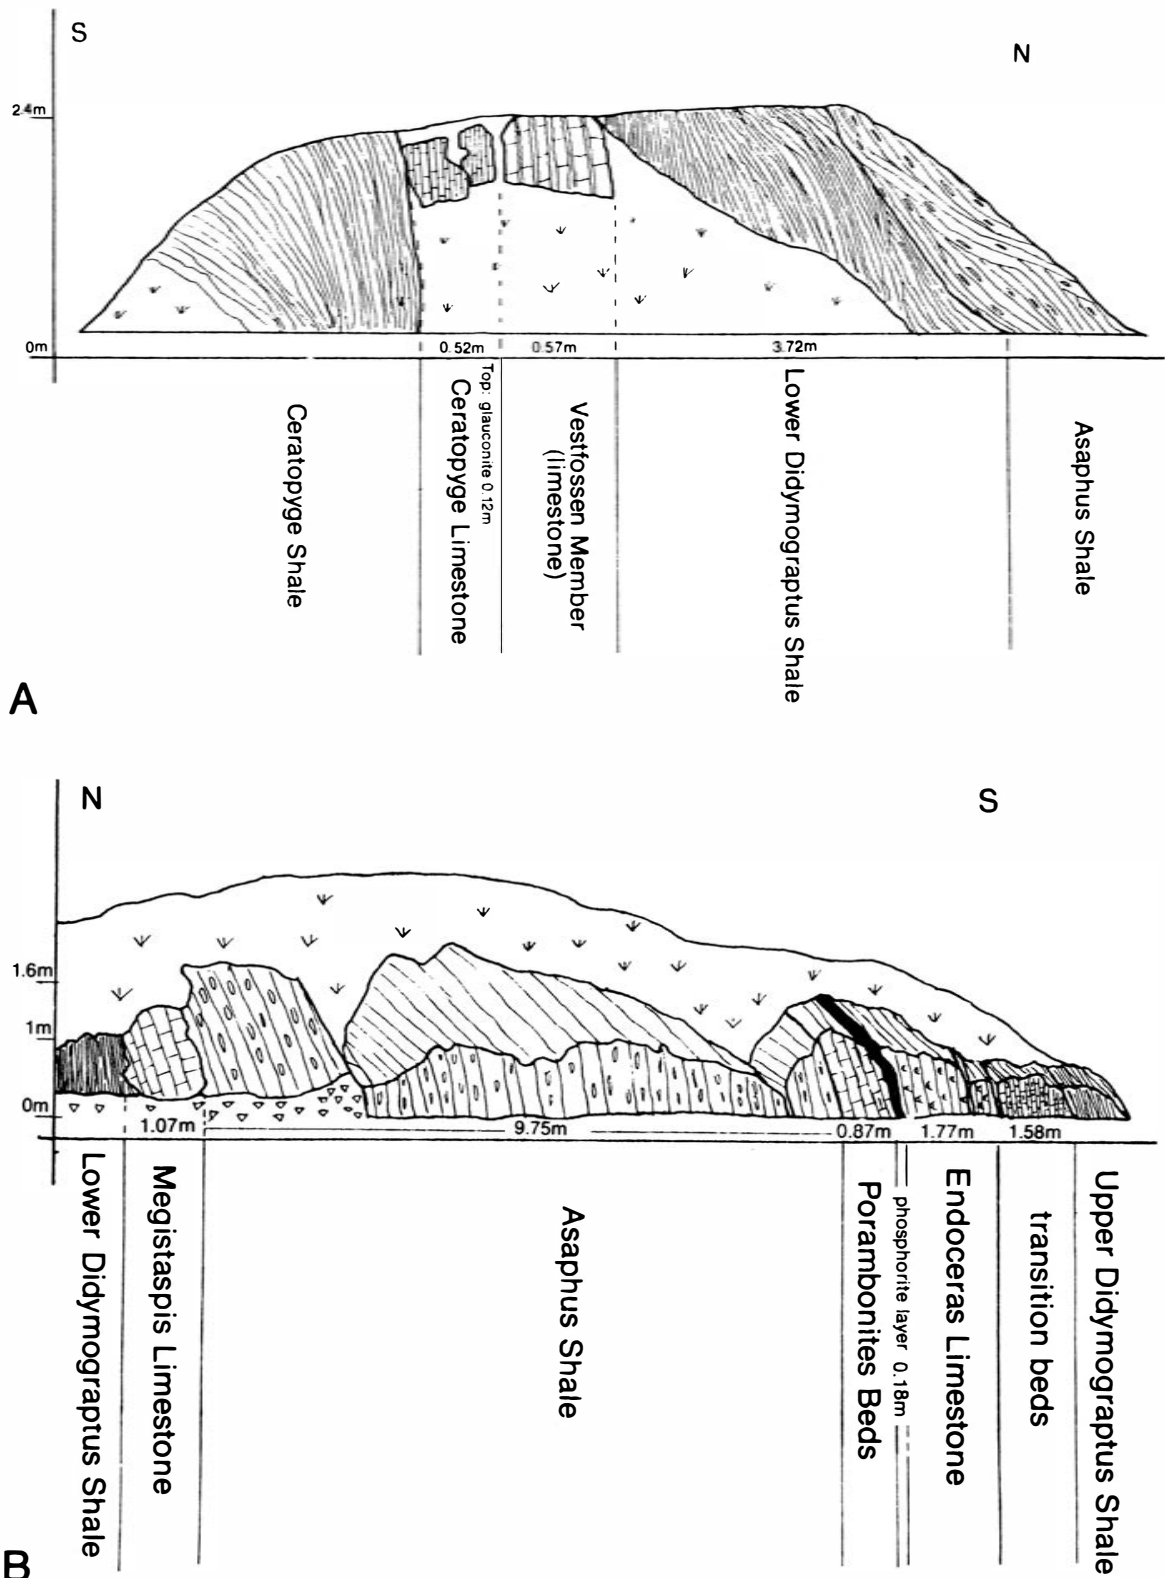 S
N
2.4m
0m
0.52m
0.57m
3.72m
Ceratopyge Shale
Ceratopyge Limestone
Top: glauconite 0.12m
Vestfossen Member
(limestone)
Lower Didymograptus Shale
Asaphus Shale
A
N
S
1.6m
1m
0m
1.07m
9.75m
0.87m
1.77m
1.58m
Lower Didymograptus Shale
Megistaspis Limestone
Asaphus Shale
Porambonites Beds
phosphorite layer 0.18m
Endoceras Limestone
transition beds
Upper Didymograptus Shale
B